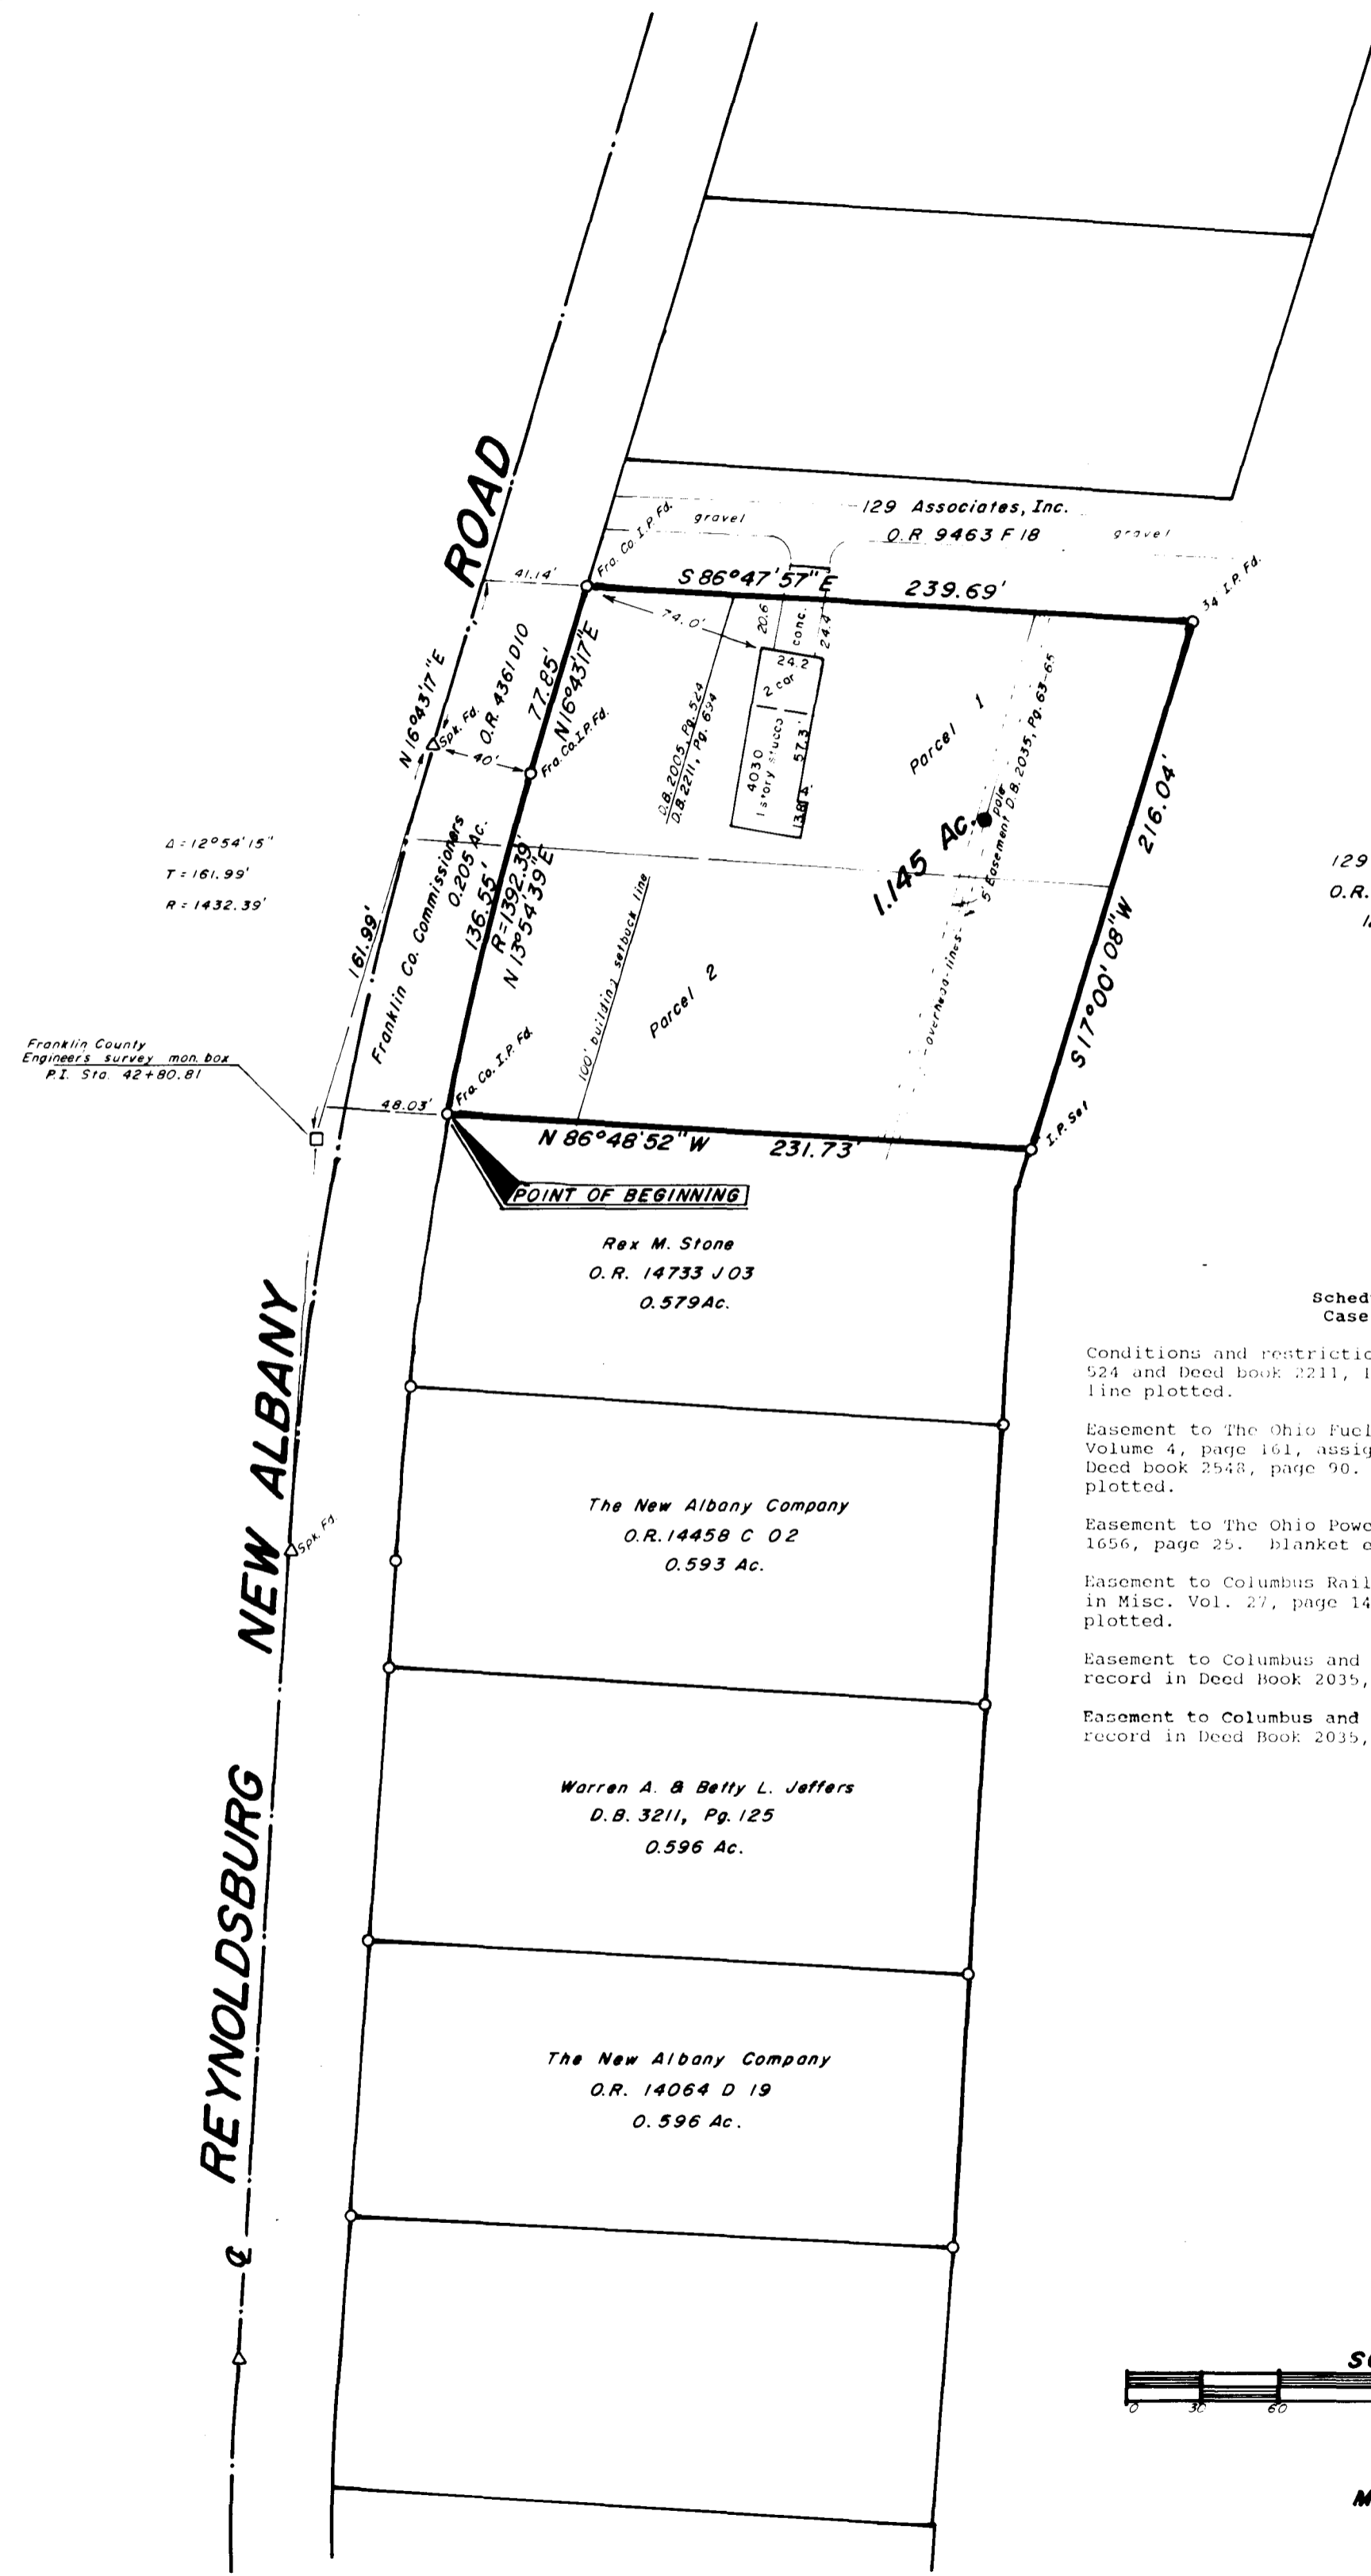 ROAD
129 Associates, Inc.
O.R 9463 F 18
gravel
gravel
Fra. Co. I.P. Fd.
3/4 I.P. Fd.
41.14'
S 86°47'57" E 239.69'
74.0'
20.6
conc.
24.4
24.2
2 car
4030
1 story stucco
57.3'
N 16°43'17" E
Spk. Fd.
O.R. 4361 D10
77.85'
N 16°43'17" E
40'
Fra. Co. I.P. Fd.
D.B. 2005, Pg. 524
D.B. 2211, Pg. 694
Parcel 1
1.145 Ac.
pole
5' Easement D.B. 2035, Pg. 63-65
216.04'
S 17°00'08" W
129
O.R.
Δ = 12°54'15"
T = 161.99'
R = 1432.39'
161.99'
Franklin Co. Commissioners
0.205 Ac.
136.55'
R=1392.39'
N 13°54'39" E
100' building setback line
Parcel 2
overhead lines
Franklin County
Engineer's survey mon. box
P.I. Sta. 42+80.81
48.03'
Fra. Co. I.P. Fd.
I.P. Set
N 86°48'52" W 231.73'
POINT OF BEGINNING
Rex M. Stone
O.R. 14733 J 03
0.579 Ac.
Sched
Case
Conditions and restrictio
524 and Deed book 2211,
line plotted.
Easement to The Ohio Fuel
Volume 4, page 161, assig
Deed book 2548, page 90.
plotted.
Easement to The Ohio Powe
1656, page 25. blanket e
Easement to Columbus Rail
in Misc. Vol. 27, page 14
plotted.
Easement to Columbus and
record in Deed Book 2035,
Easement to Columbus and
record in Deed Book 2035,
NEW ALBANY
Spk. Fd.
The New Albany Company
O.R. 14458 C 02
0.593 Ac.
Warren A. & Betty L. Jeffers
D.B. 3211, Pg. 125
0.596 Ac.
REYNOLDSBURG
The New Albany Company
O.R. 14064 D 19
0.596 Ac.
℄
0 30 60
M